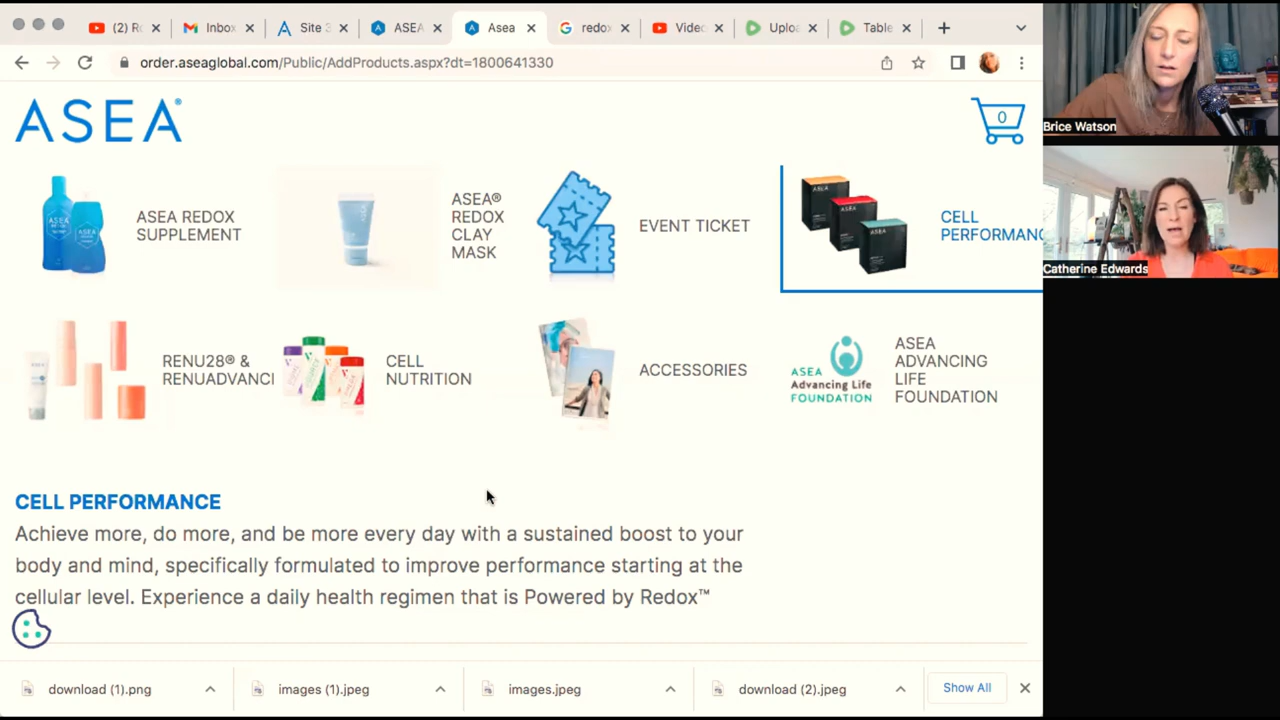 (2) R
Inbox
Site
ASEA
Asea
redox
Video
Uploa
Table
order.aseaglobal.com/Public/AddProducts.aspx?dt=1800641330
ASEA®
0
ASEA REDOX
SUPPLEMENT
ASEA®
REDOX
CLAY
MASK
EVENT TICKET
CELL
PERFORMANC
RENU28® &
RENUADVANCI
CELL
NUTRITION
ACCESSORIES
ASEA
Advancing Life
FOUNDATION
ASEA
ADVANCING
LIFE
FOUNDATION
CELL PERFORMANCE
Achieve more, do more, and be more every day with a sustained boost to your
body and mind, specifically formulated to improve performance starting at the
cellular level. Experience a daily health regimen that is Powered by Redox™
download (1).png
images (1).jpeg
images.jpeg
download (2).jpeg
Show All
Brice Watson
Catherine Edwards